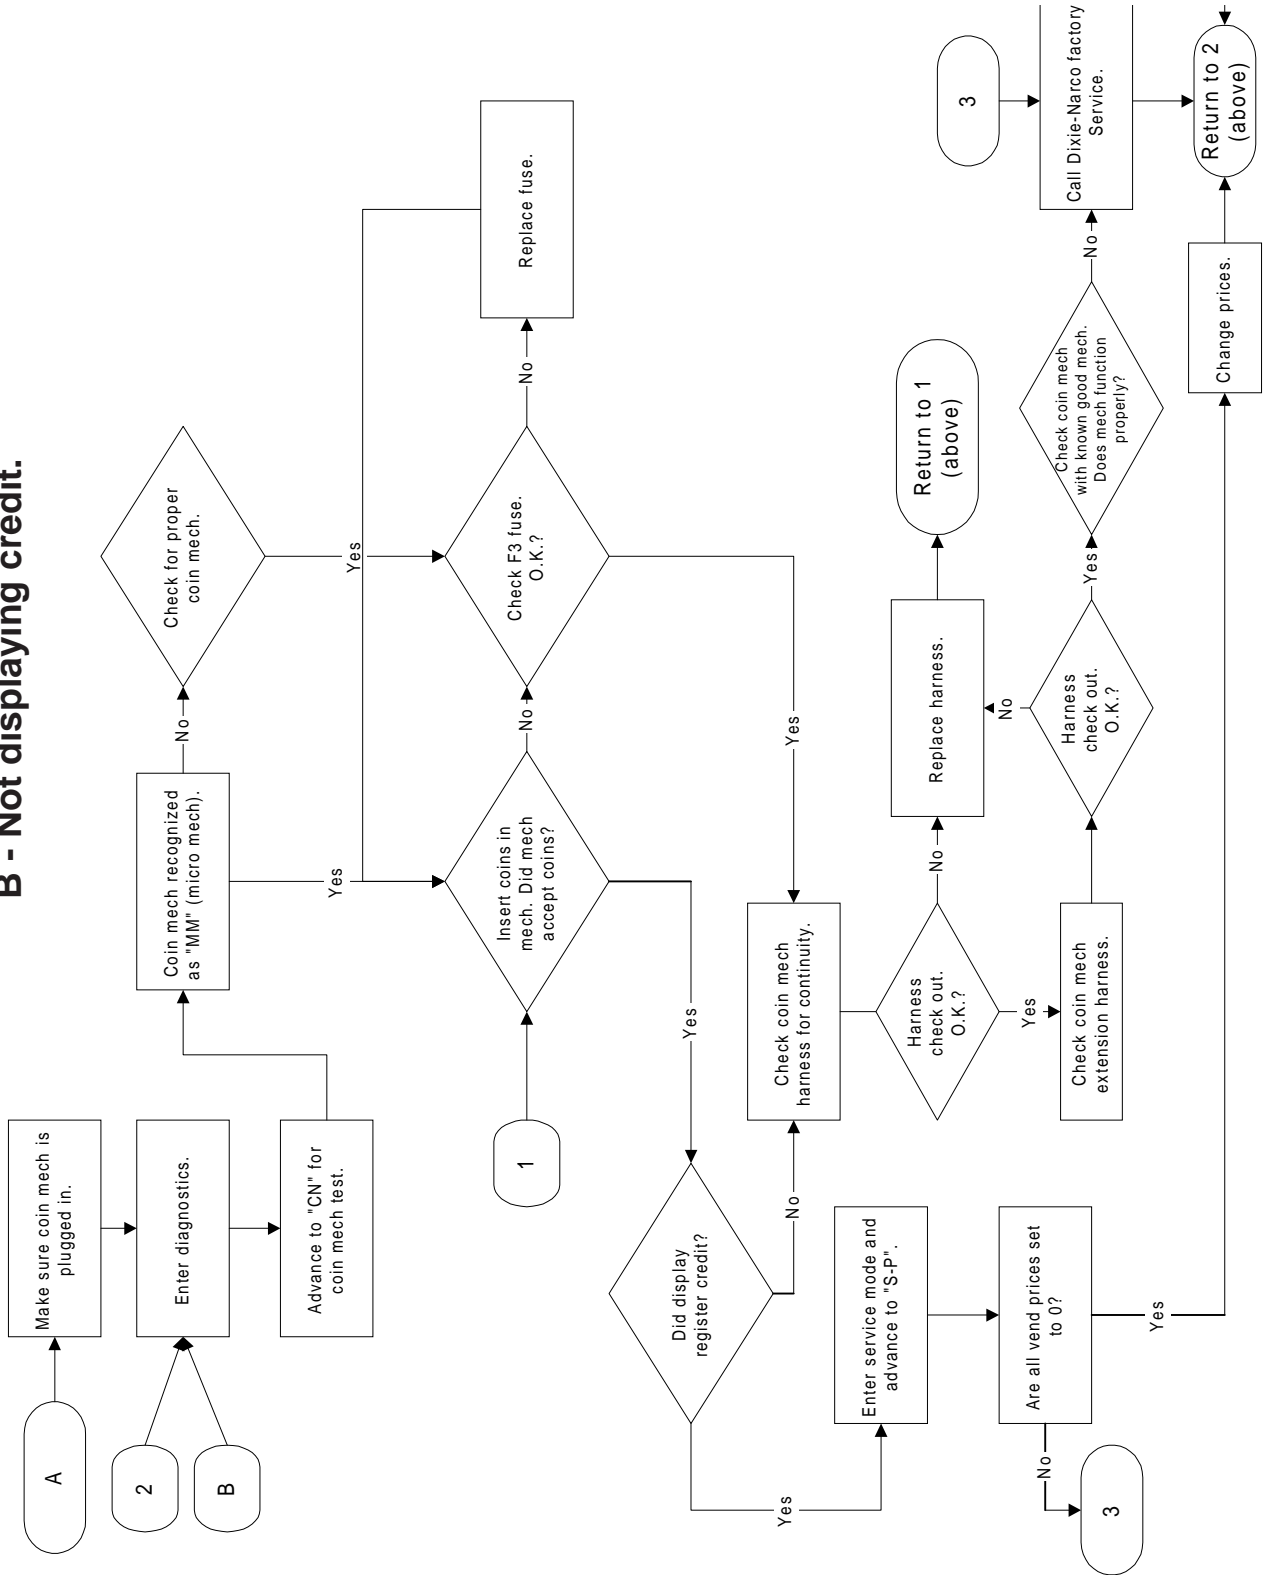 B - Not displaying credit.
A
Make sure coin mech is
plugged in.
2
B
Enter diagnostics.
Advance to "CN" for
coin mech test.
Coin mech recognized
as "MM" (micro mech).
No
Check for proper
coin mech.
Yes
Yes
1
Insert coins in
mech. Did mech
accept coins?
No
Check F3 fuse.
O.K.?
No
Replace fuse.
Yes
Yes
Did display
register credit?
No
Yes
Check coin mech
harness for continuity.
Harness
check out.
O.K.?
No
Replace harness.
Return to 1
(above)
Yes
Check coin mech
extension harness.
Harness
check out.
O.K.?
No
Yes
Check coin mech
with known good mech.
Does mech function
properly?
No
Call Dixie-Narco factory
Service.
3
Enter service mode and
advance to "S-P".
Are all vend prices set
to 0?
No
3
Yes
Change prices.
Return to 2
(above)